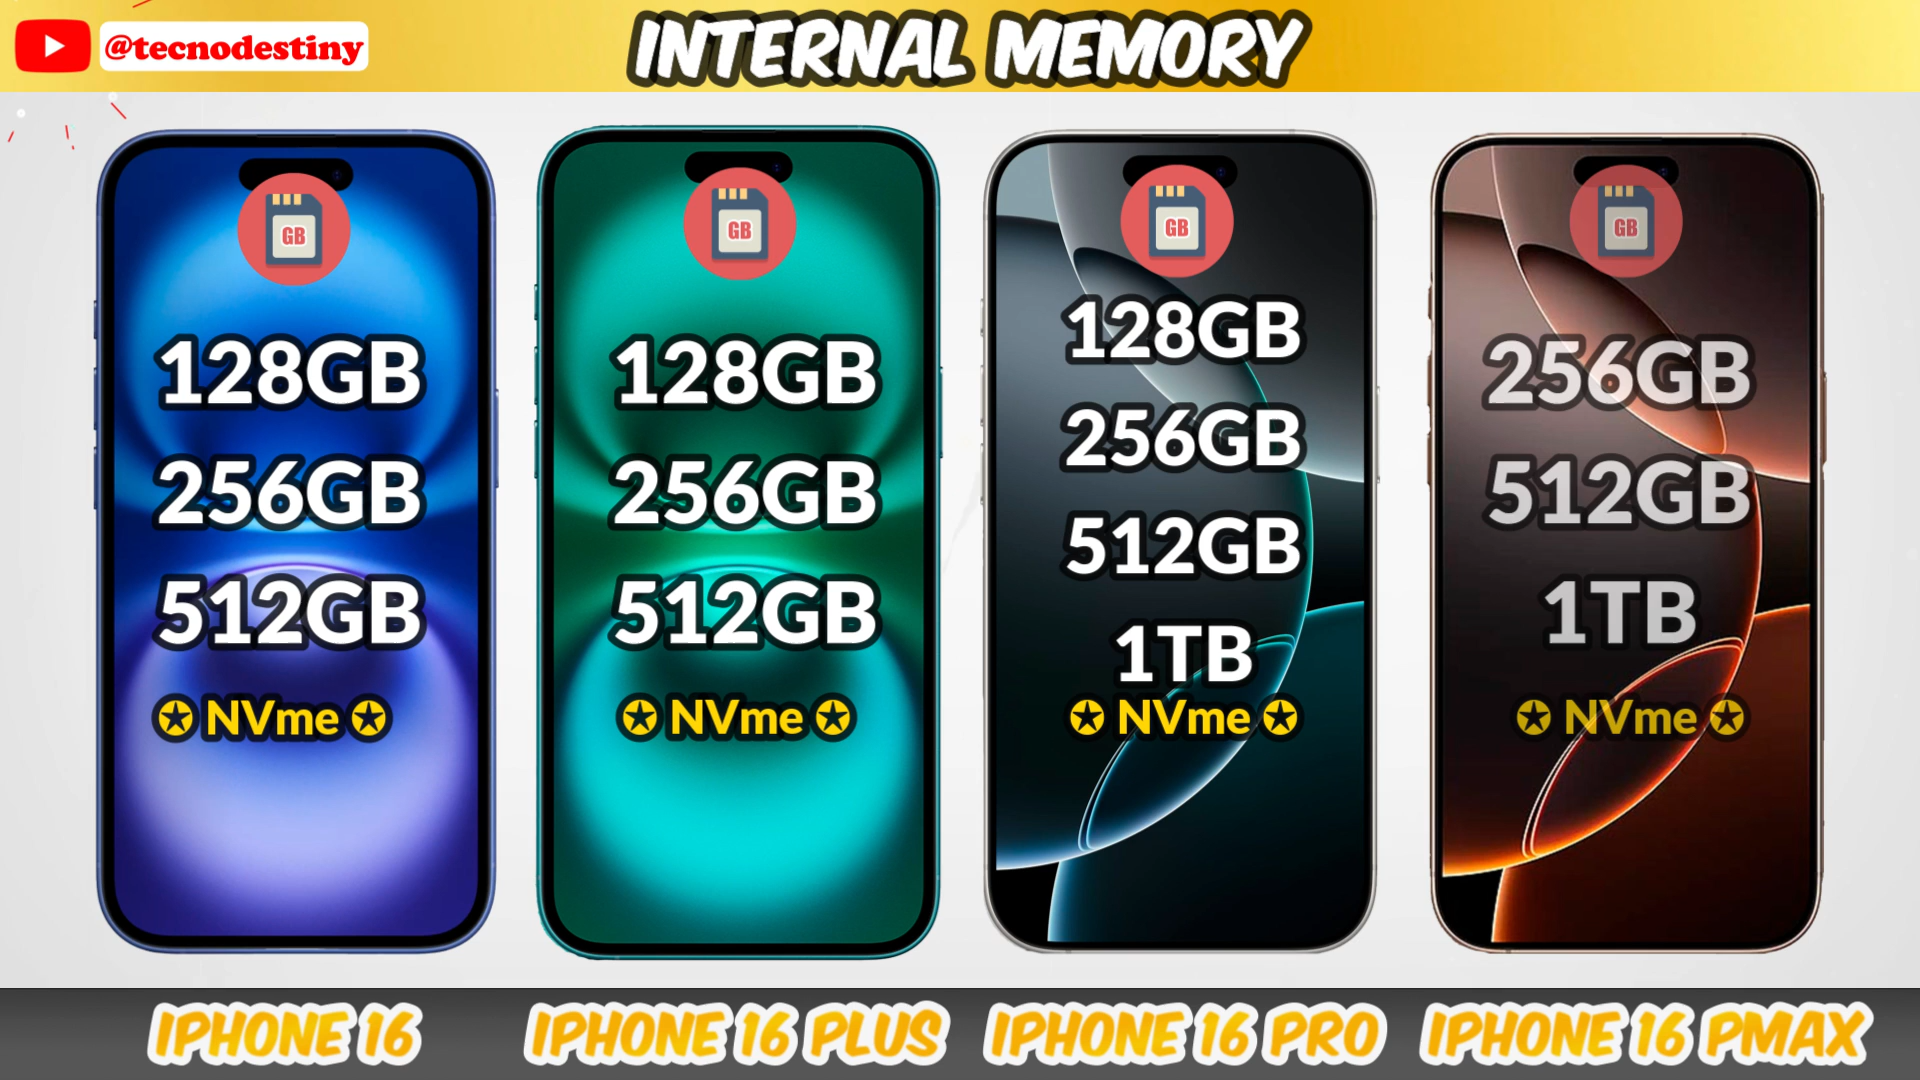 @tecnodestiny
INTERNAL MEMORY
GB
128GB
256GB
512GB
✪ NVme ✪
IPHONE 16
GB
128GB
256GB
512GB
✪ NVme ✪
IPHONE 16 PLUS
GB
128GB
256GB
512GB
1TB
✪ NVme ✪
IPHONE 16 PRO
GB
256GB
512GB
1TB
✪ NVme ✪
IPHONE 16 PMAX